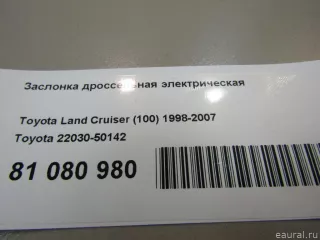 Заслонка дроссельная электрическая
Toyota Land Cruiser (100) 1998-2007
Toyota 22030-50142
81 080 980
eaural.ru